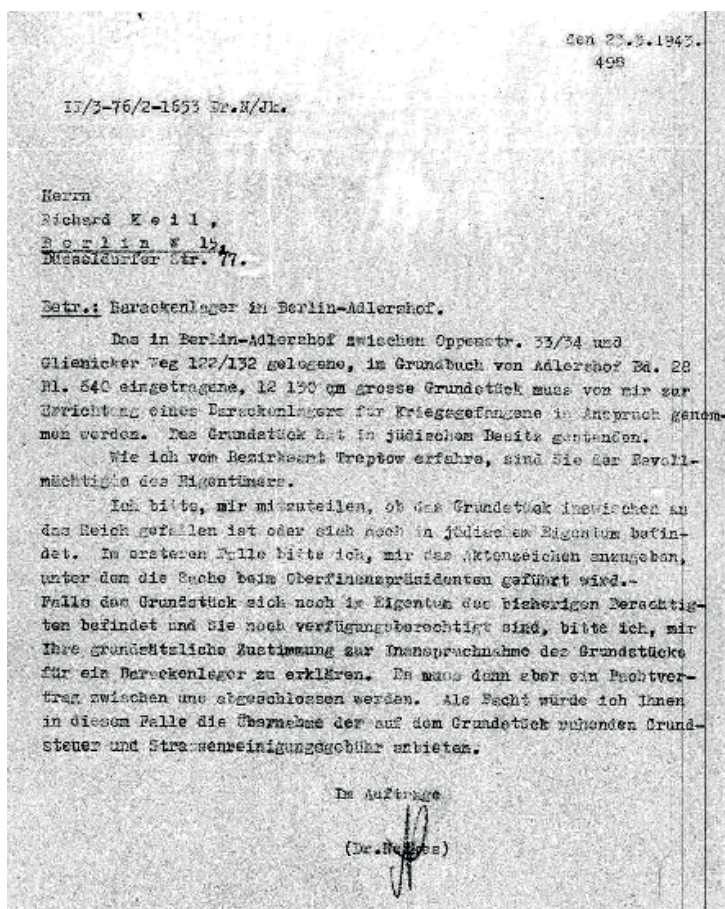 den 23.3.1943.
498
II/3-76/2-1653 Dr.N/Jk.
Herrn
Richard K e i l ,
B e r l i n W 15,
Düsseldorfer Str. 77.
Betr.: Barackenlager in Berlin-Adlershof.
Das in Berlin-Adlershof zwischen Oppenstr. 33/34 und
Glienicker Weg 122/132 gelegene, im Grundbuch von Adlershof Bd. 28
Bl. 640 eingetragene, 12 130 qm grosse Grundstück muss von mir zur
Errichtung eines Barackenlagers für Kriegsgefangene in Anspruch genom-
men werden. Das Grundstück hat in jüdischem Besitz gestanden.
Wie ich vom Bezirksamt Treptow erfahre, sind Sie der Bevoll-
mächtigte des Eigentümers.
Ich bitte, mir mitzuteilen, ob das Grundstück inzwischen an
das Reich gefallen ist oder sich noch in jüdischem Eigentum befin-
det. Im ersteren Falle bitte ich, mir das Aktenzeichen anzugeben,
unter dem die Sache beim Oberfinanzpräsidenten geführt wird.-
Falls das Grundstück sich noch im Eigentum des bisherigen Berechtig-
ten befindet und Sie noch verfügungsberechtigt sind, bitte ich, mir
Ihre grundsätzliche Zustimmung zur Inanspruchnahme des Grundstücks
für ein Barackenlager zu erklären. Es muss dann aber ein Pachtver-
trag zwischen uns abgeschlossen werden. Als Pacht würde ich Ihnen
in diesem Falle die Übernahme der auf dem Grundstück ruhenden Grund-
steuer und Strassenreinigungsgebühr anbieten.
Im Auftrage
(Dr.